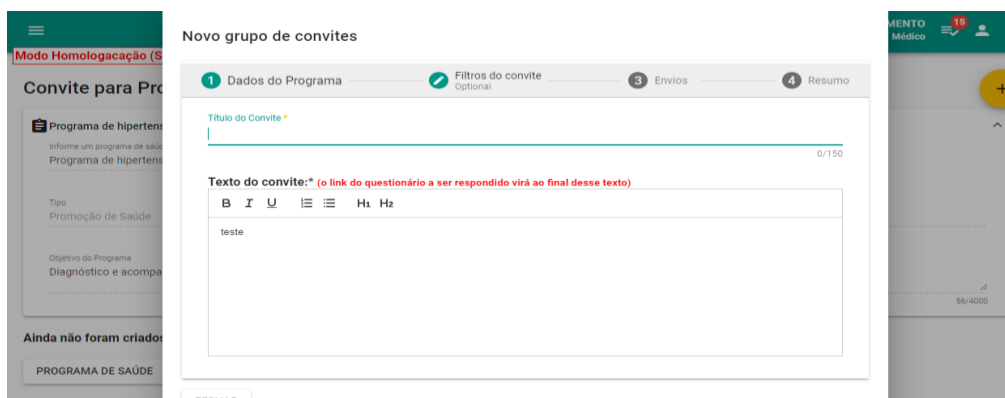 MENTO
Médico
15
Modo Homologacação (S
Convite para Pro
Programa de hipertens
Informe um programa de saúd
Programa de hipertens
Tipo
Promoção de Saúde
Objetivo do Programa
Diagnóstico e acompa
56/4000
Ainda não foram criados
PROGRAMA DE SAÚDE
Novo grupo de convites
1 Dados do Programa
Filtros do convite
Optional
3 Envios
4 Resumo
Título do Convite *
0/150
Texto do convite:* (o link do questionário a ser respondido virá ao final desse texto)
B I U H1 H2
teste